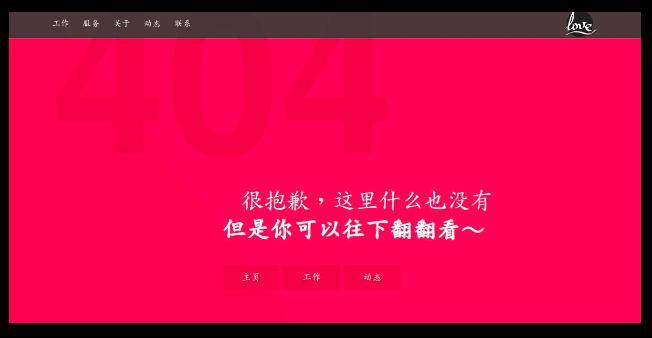 工作 服务 关于 动态 联系
love
404
很抱歉，这里什么也没有
但是你可以往下翻翻看～
主页 工作 动态